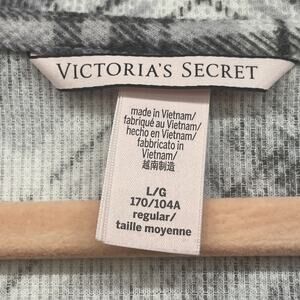 VICTORIA'S SECRET
made in Vietnam/
fabriqué au Vietnam/
hecho en Vietnam/
fabbricato in
Vietnam/
越南制造
L/G
170/104A
regular/
taille moyenne